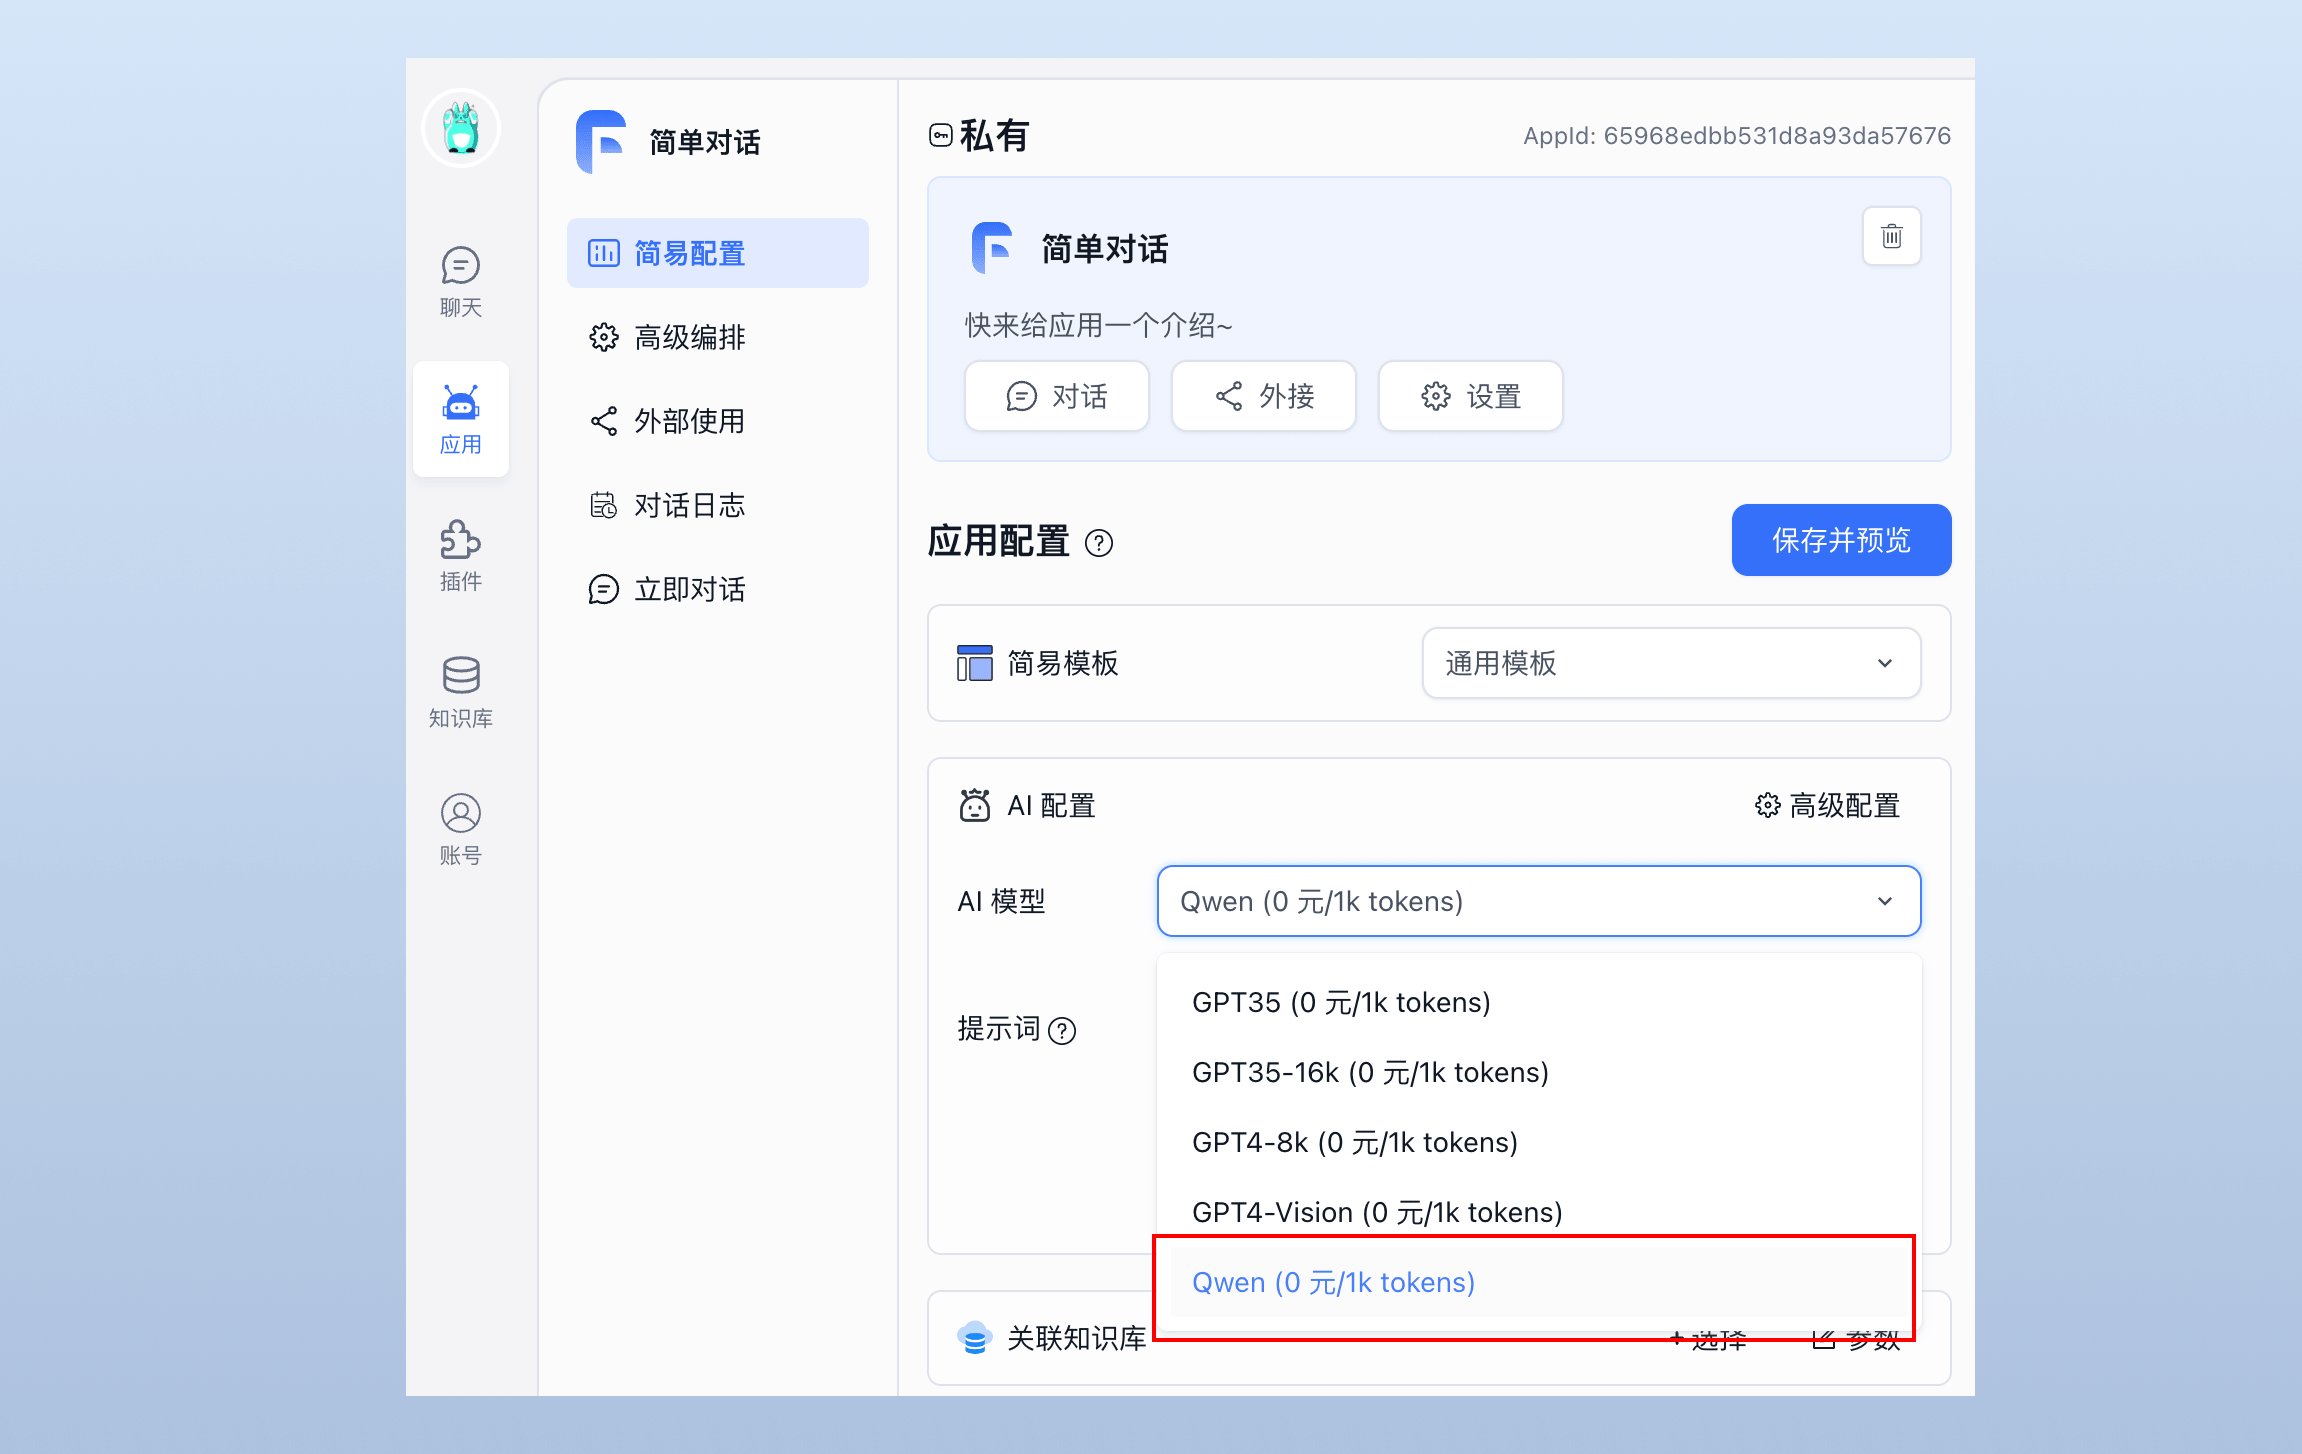 聊天
应用
插件
知识库
账号
简单对话
简易配置
高级编排
外部使用
对话日志
立即对话
私有
AppId: 65968edbb531d8a93da57676
简单对话
快来给应用一个介绍~
对话
外接
设置
应用配置
保存并预览
简易模板
通用模板
AI 配置
高级配置
AI 模型
Qwen (0 元/1k tokens)
提示词
GPT35 (0 元/1k tokens)
GPT35-16k (0 元/1k tokens)
GPT4-8k (0 元/1k tokens)
GPT4-Vision (0 元/1k tokens)
Qwen (0 元/1k tokens)
关联知识库
+ 选择
参数